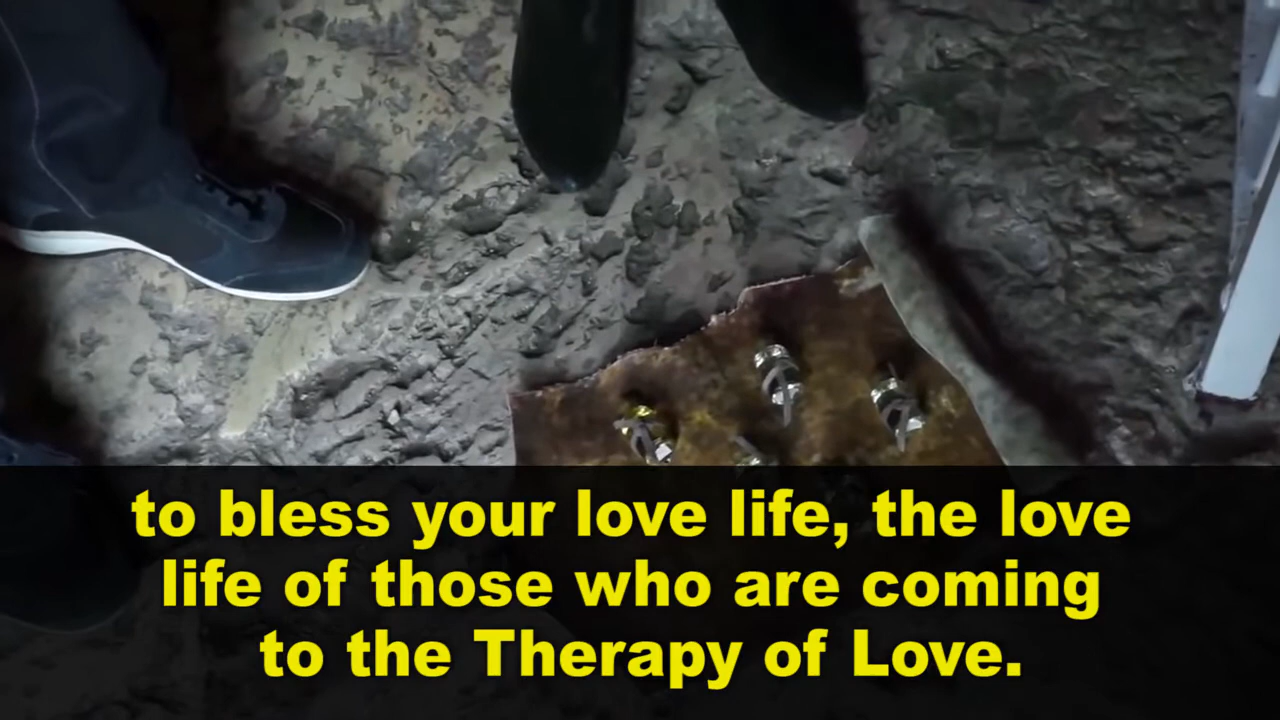 to bless your love life, the love
life of those who are coming
to the Therapy of Love.